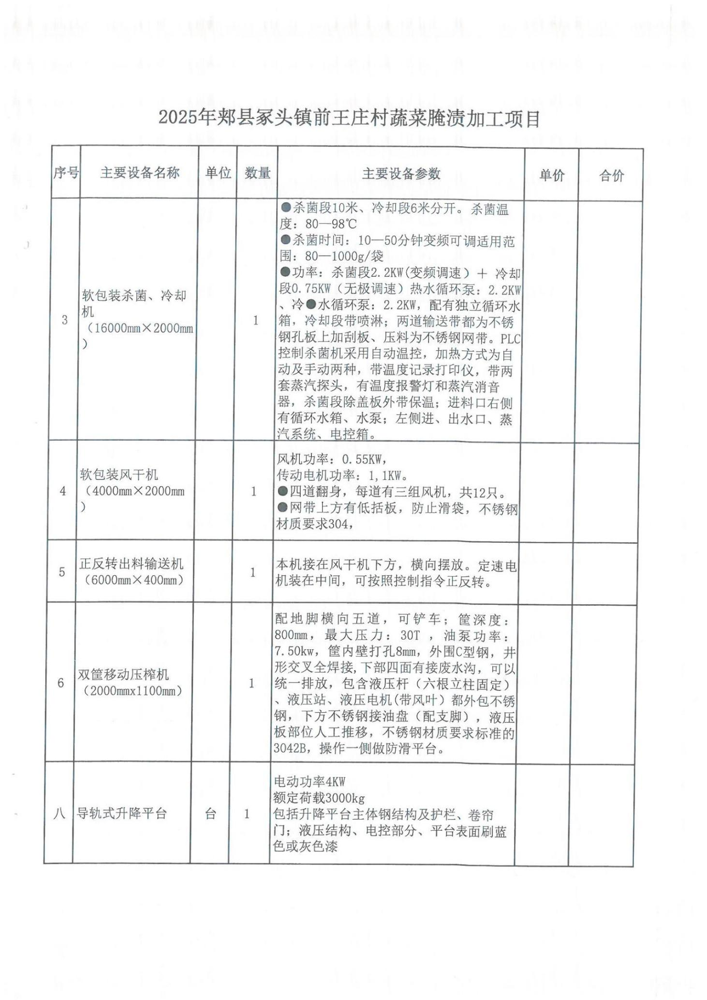 2025年郏县冢头镇前王庄村蔬菜腌渍加工项目
序号 主要设备名称 单位 数量 主要设备参数 单价 合价
3
软包装杀菌、冷却
机
（16000mm×2000mm
）
1
●杀菌段10米、冷却段6米分开。杀菌温
度：80—98℃
●杀菌时间：10—50分钟变频可调适用范
围：80—1000g/袋
●功率：杀菌段2.2KW(变频调速）＋ 冷却
段0.75KW（无极调速）热水循环泵：2.2KW
、冷●水循环泵：2.2KW，配有独立循环水
箱，冷却段带喷淋；两道输送带都为不锈
钢孔板上加刮板、压料为不锈钢网带。PLC
控制杀菌机采用自动温控，加热方式为自
动及手动两种，带温度记录打印仪，带两
套蒸汽探头，有温度报警灯和蒸汽消音
器，杀菌段除盖板外带保温；进料口右侧
有循环水箱、水泵；左侧进、出水口、蒸
汽系统、电控箱。
4
软包装风干机
（4000mm×2000mm
）
1
风机功率：0.55KW，
传动电机功率：1,1KW。
●四道翻身，每道有三组风机，共12只。
●网带上方有低括板，防止滑袋，不锈钢
材质要求304，
5
正反转出料输送机
（6000mm×400mm）
1
本机接在风干机下方，横向摆放。定速电
机装在中间，可按照控制指令正反转。
6
双筐移动压榨机
（2000mmx1100mm）
1
配地脚横向五道，可铲车；筐深度：
800mm，最大压力：30T ，油泵功率：
7.50kw，筐内壁打孔8mm，外围C型钢，井
形交叉全焊接,下部四面有接废水沟，可以
统一排放，包含液压杆（六根立柱固定）
、液压站、液压电机(带风叶）都外包不锈
钢，下方不锈钢接油盘（配支脚），液压
板部位人工推移，不锈钢材质要求标准的
3042B，操作一侧做防滑平台。
八
导轨式升降平台
台
1
电动功率4KW
额定荷载3000kg
包括升降平台主体钢结构及护栏、卷帘
门；液压结构、电控部分、平台表面刷蓝
色或灰色漆